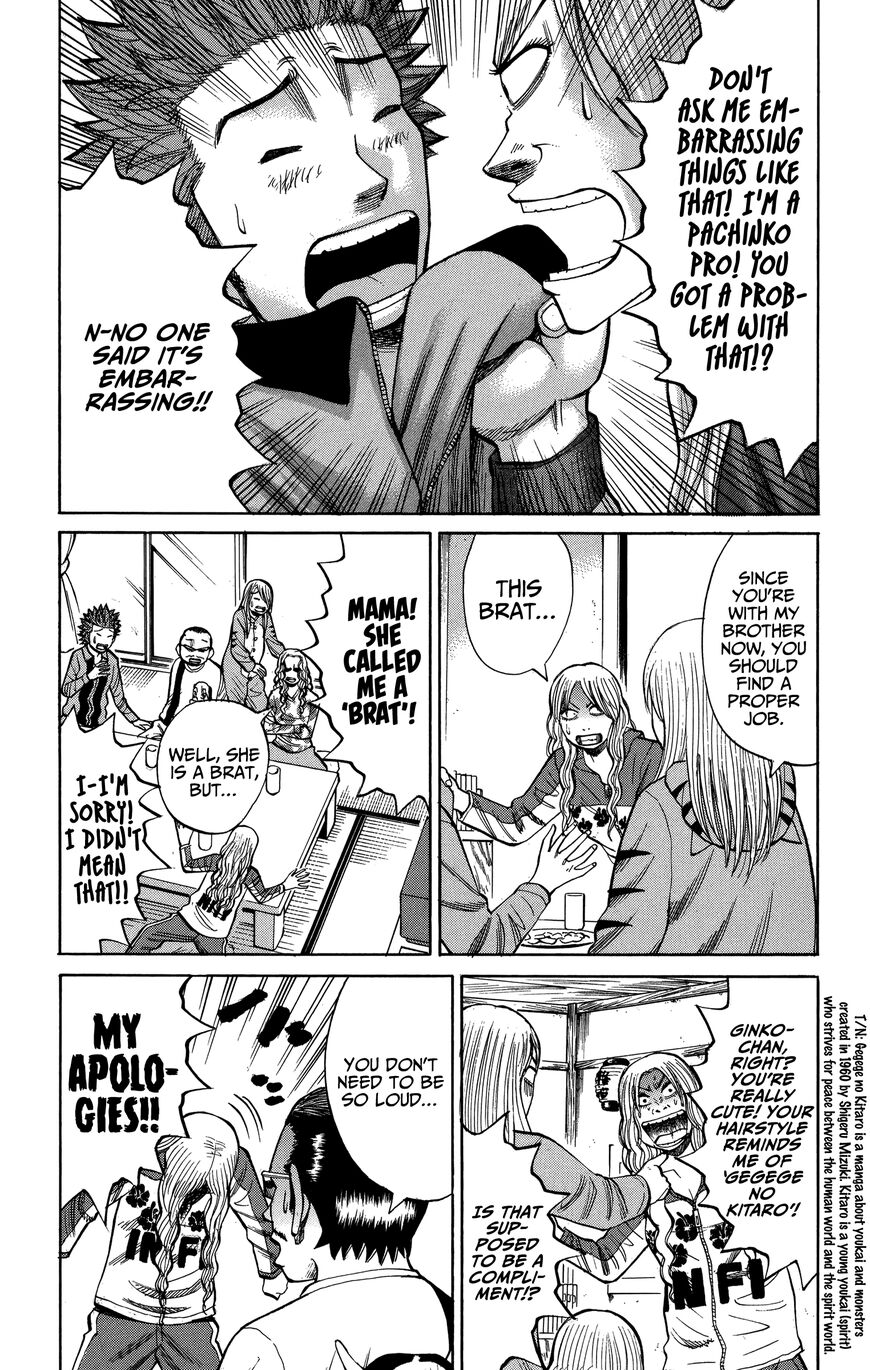 DON'T
ASK ME EM-
BARRASSING
THINGS LIKE
THAT! I'M A
PACHINKO
PRO! YOU
GOT A PROB-
LEM WITH
THAT!?
N-NO ONE
SAID IT'S
EMBAR-
RASSING!!
SINCE
YOU'RE
WITH MY
BROTHER
NOW, YOU
SHOULD
FIND A
PROPER
JOB.
THIS
BRAT...
MAMA!
SHE
CALLED
ME A
'BRAT'!
WELL, SHE
IS A BRAT,
BUT...
I-I'M
SORRY!
I DIDN'T
MEAN
THAT!!
INFI
GINKO-
CHAN,
RIGHT?
YOU'RE
REALLY
CUTE! YOUR
HAIRSTYLE
REMINDS
ME OF
'GEGEGE
NO
KITARO'!
IS THAT
SUP-
POSED
TO BE A
COMPLI-
MENT!?
NFI
T/N: Gegege no Kitaro is a manga about youkai and monsters
created in 1960 by Shigeru Mizuki. Kitaro is a young youkai (spirit)
who strives for peace between the human world and the spirit world.
YOU DON'T
NEED TO BE
SO LOUD...
MY
APOLO-
GIES!!
IN FI